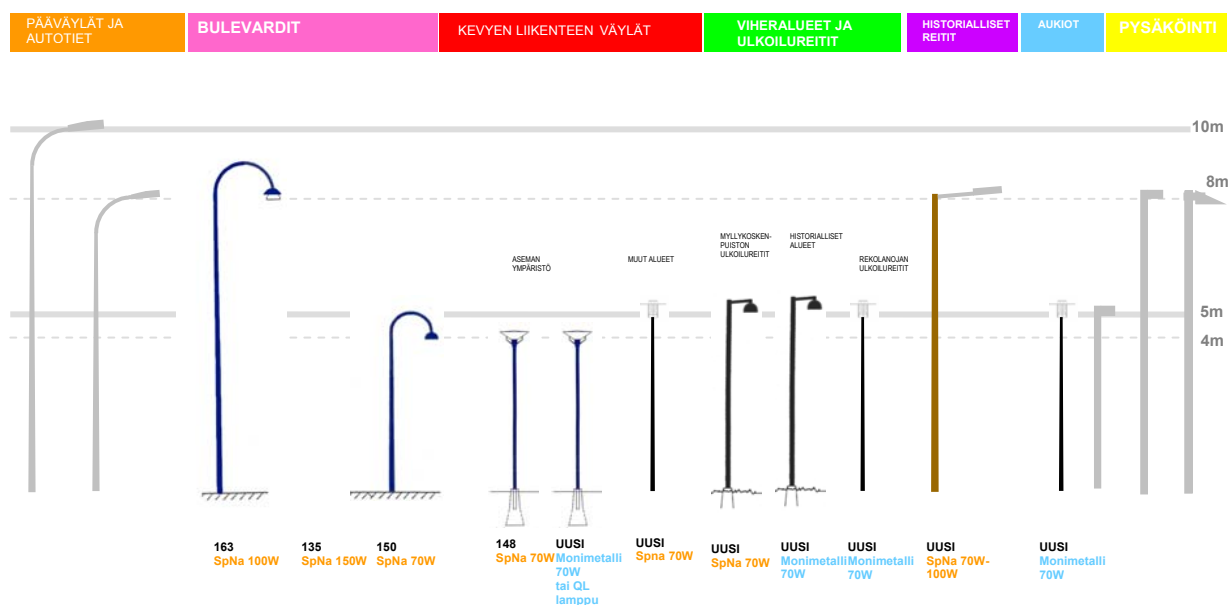 PÄÄVÄYLÄT JA
AUTOTIET
BULEVARDIT
KEVYEN LIIKENTEEN VÄYLÄT
VIHERALUEET JA
ULKOILUREITIT
HISTORIALLISET
REITIT
AUKIOT
PYSÄKÖINTI
10m
8m
5m
4m
ASEMAN
YMPÄRISTÖ
MUUT ALUEET
MYLLYKOSKEN-
PUISTON
ULKOILUREITIT
HISTORIALLISET
ALUEET
REKOLANOJAN
ULKOILUREITIT
163
SpNa 100W
135
SpNa 150W
150
SpNa 70W
148
SpNa 70W
UUSI
Monimetalli
70W
tai QL
lamppu
UUSI
Spna 70W
UUSI
SpNa 70W
UUSI
Monimetalli
70W
UUSI
Monimetalli
70W
UUSI
SpNa 70W-
100W
UUSI
Monimetalli
70W